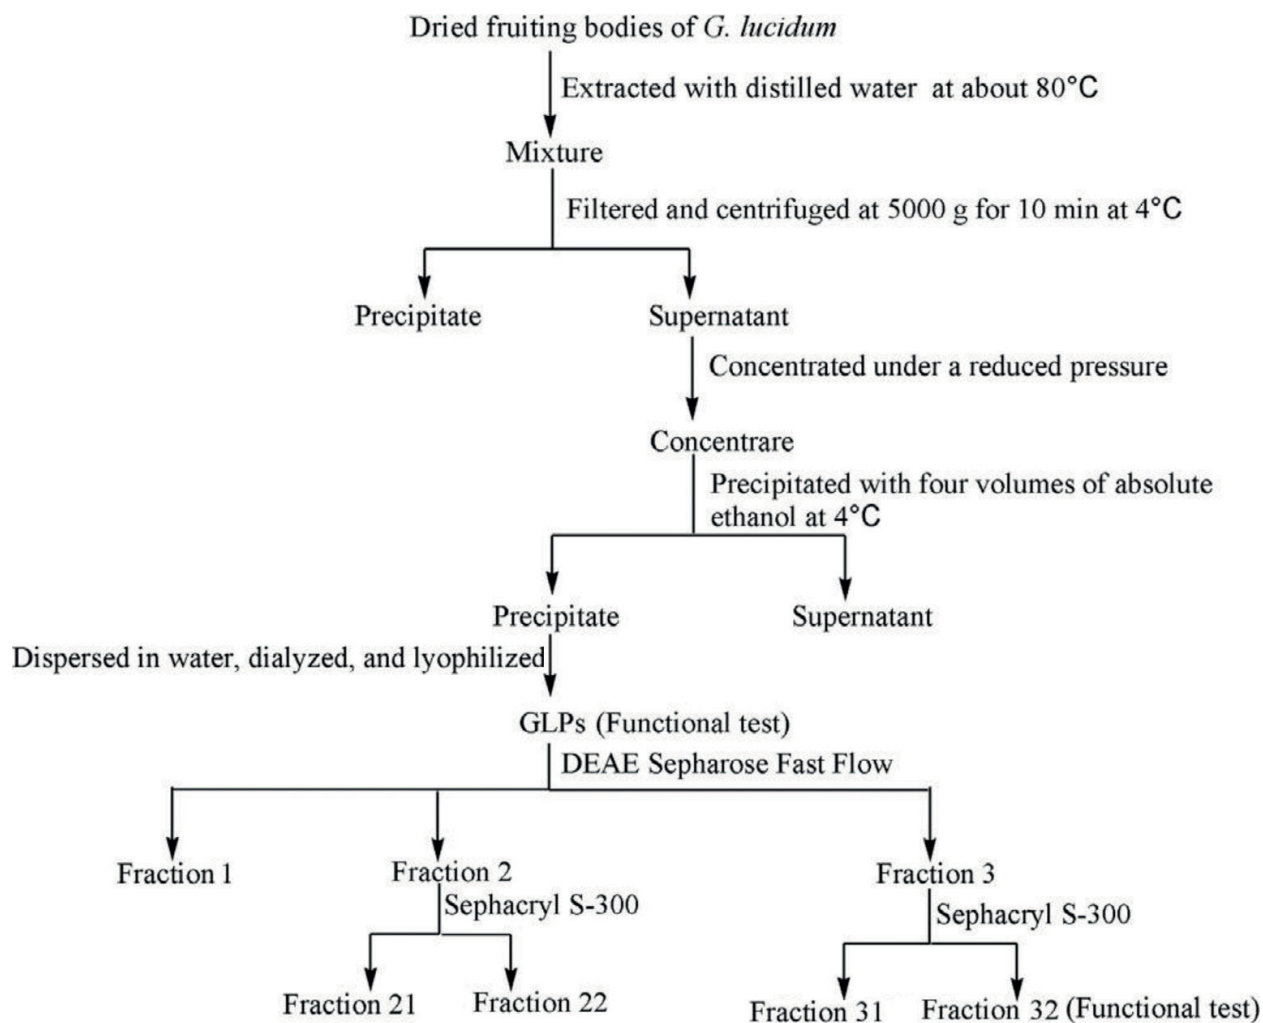 Dried fruiting bodies of G. lucidum
Extracted with distilled water at about 80°C
Mixture
Filtered and centrifuged at 5000 g for 10 min at 4°C
Precipitate
Supernatant
Concentrated under a reduced pressure
Concentrare
Precipitated with four volumes of absolute
ethanol at 4°C
Precipitate
Supernatant
Dispersed in water, dialyzed, and lyophilized
GLPs (Functional test)
DEAE Sepharose Fast Flow
Fraction 1
Fraction 2
Fraction 3
Sephacryl S-300
Sephacryl S-300
Fraction 21
Fraction 22
Fraction 31
Fraction 32 (Functional test)